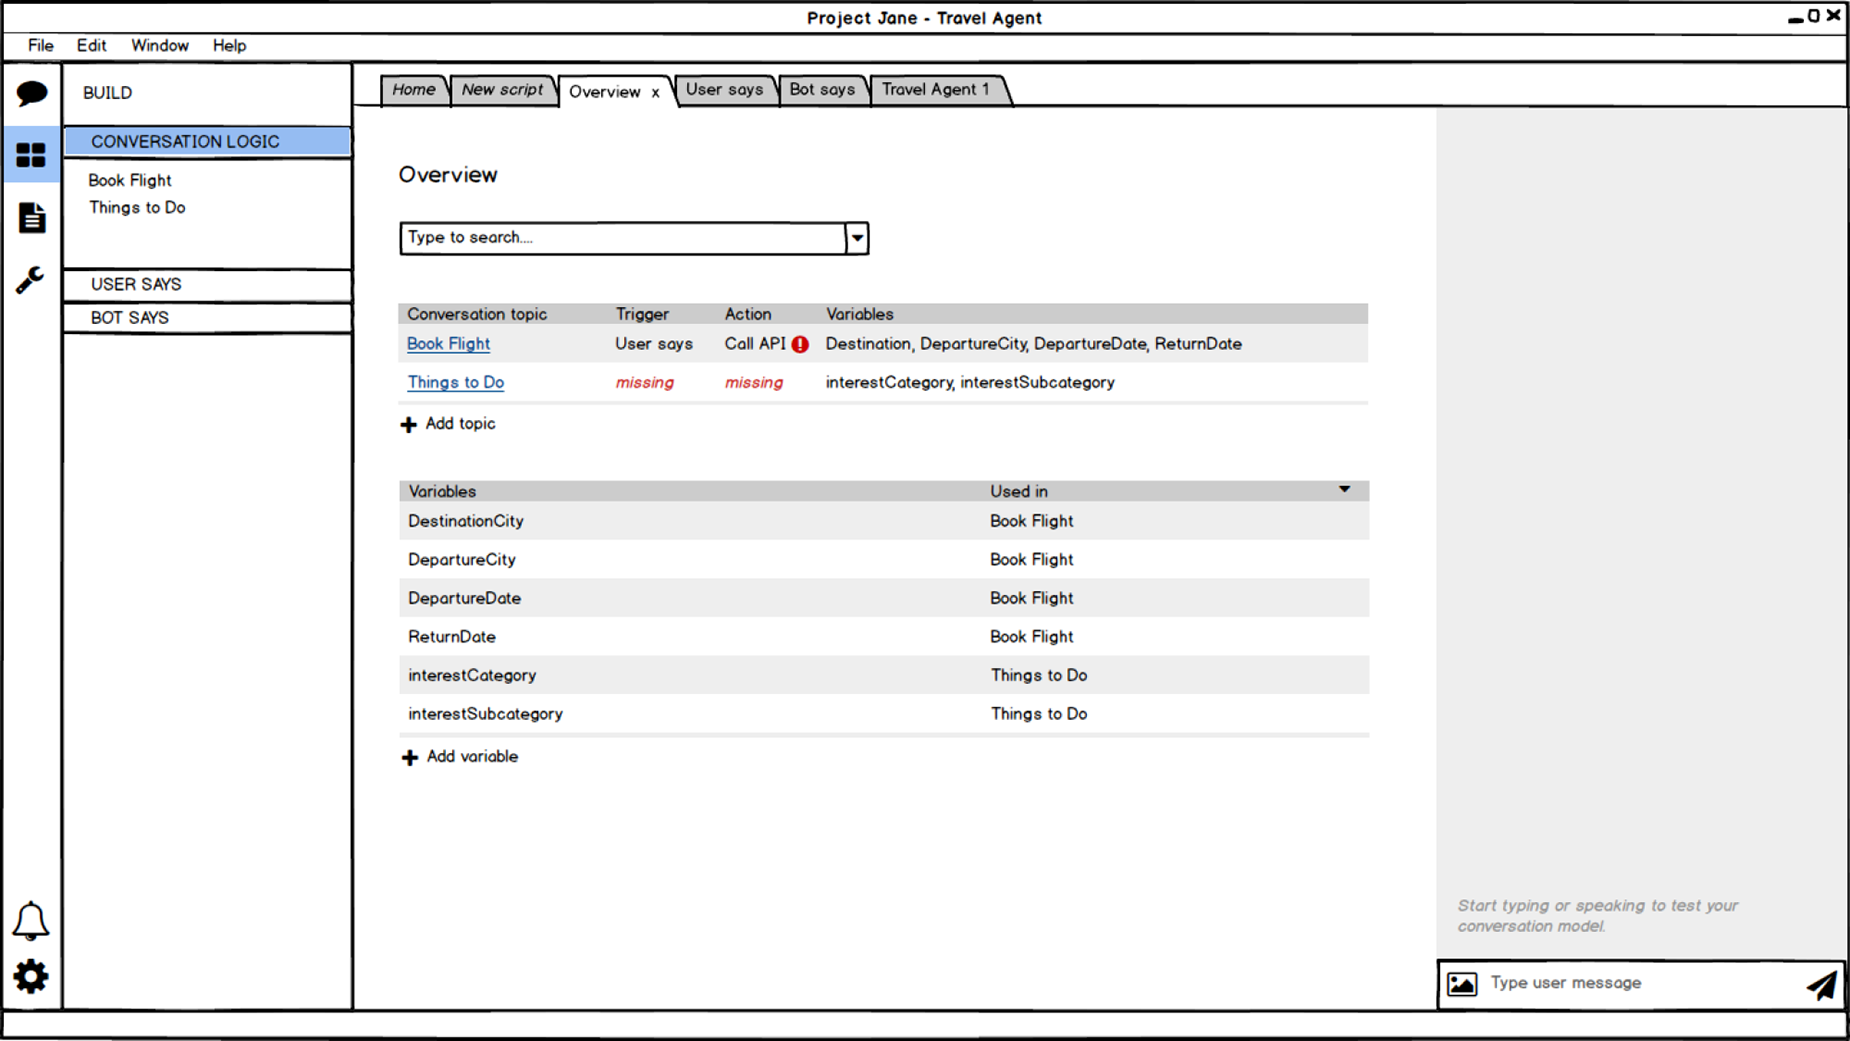 Project Jane - Travel Agent
File Edit Window Help
BUILD
CONVERSATION LOGIC
Book Flight
Things to Do
USER SAYS
BOT SAYS
Home New script Overview x User says Bot says Travel Agent 1
Overview
Type to search....
Conversation topic Trigger Action Variables
Book Flight User says Call API ! Destination, DepartureCity, DepartureDate, ReturnDate
Things to Do missing missing interestCategory, interestSubcategory
Add topic
Variables Used in
DestinationCity Book Flight
DepartureCity Book Flight
DepartureDate Book Flight
ReturnDate Book Flight
interestCategory Things to Do
interestSubcategory Things to Do
Add variable
Start typing or speaking to test your
conversation model.
Type user message